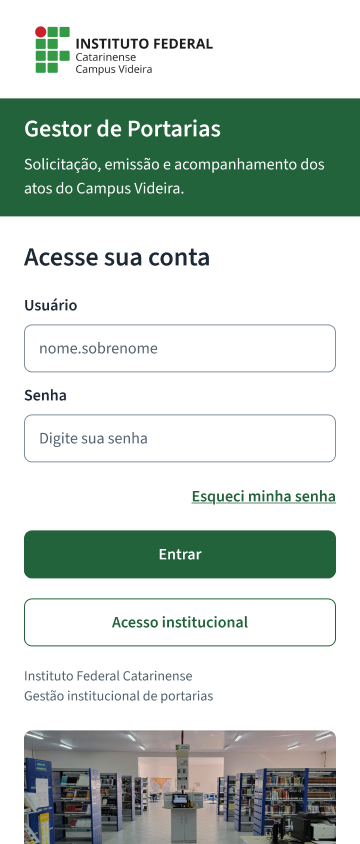 INSTITUTO FEDERAL
Catarinense
Campus Videira
Gestor de Portarias
Solicitação, emissão e acompanhamento dos
atos do Campus Videira.
Acesse sua conta
Usuário
nome.sobrenome
Senha
Digite sua senha
Esqueci minha senha
Entrar
Acesso institucional
Instituto Federal Catarinense
Gestão institucional de portarias